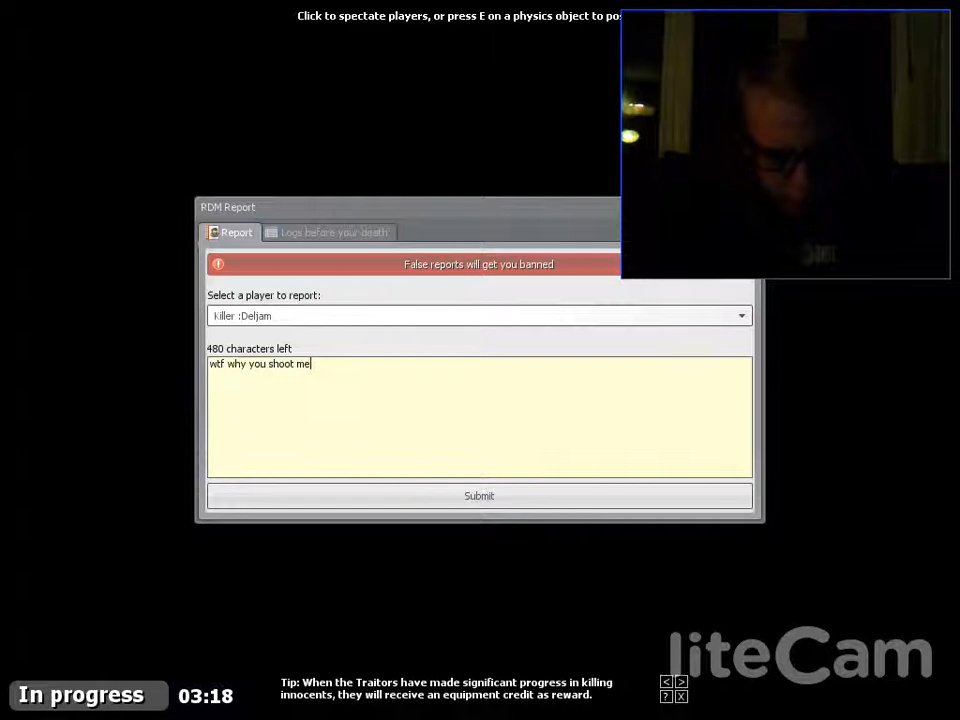 Click to spectate players, or press E on a physics object to pos
RDM Report
Report
Logs before your death:
False reports will get you banned
Select a player to report:
Killer :Deljam
480 characters left
wtf why you shoot me
Submit
liteCam
In progress
03:18
Tip: When the Traitors have made significant progress in killing
innocents, they will receive an equipment credit as reward.
< >
? X